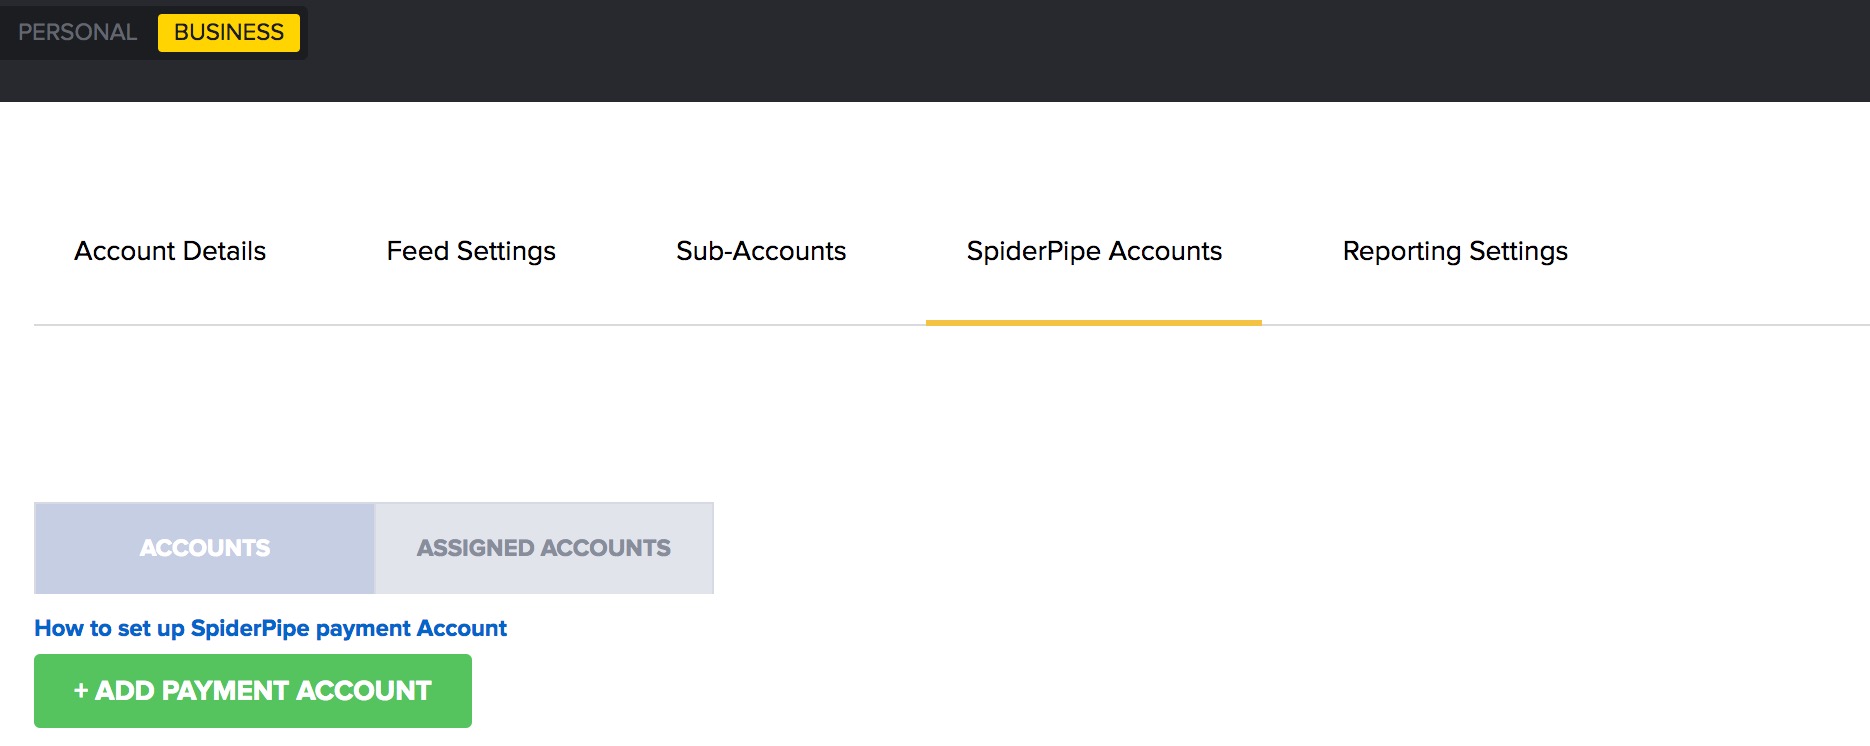 PERSONAL BUSINESS
Account Details Feed Settings Sub-Accounts SpiderPipe Accounts Reporting Settings
ACCOUNTS ASSIGNED ACCOUNTS
How to set up SpiderPipe payment Account
+ ADD PAYMENT ACCOUNT